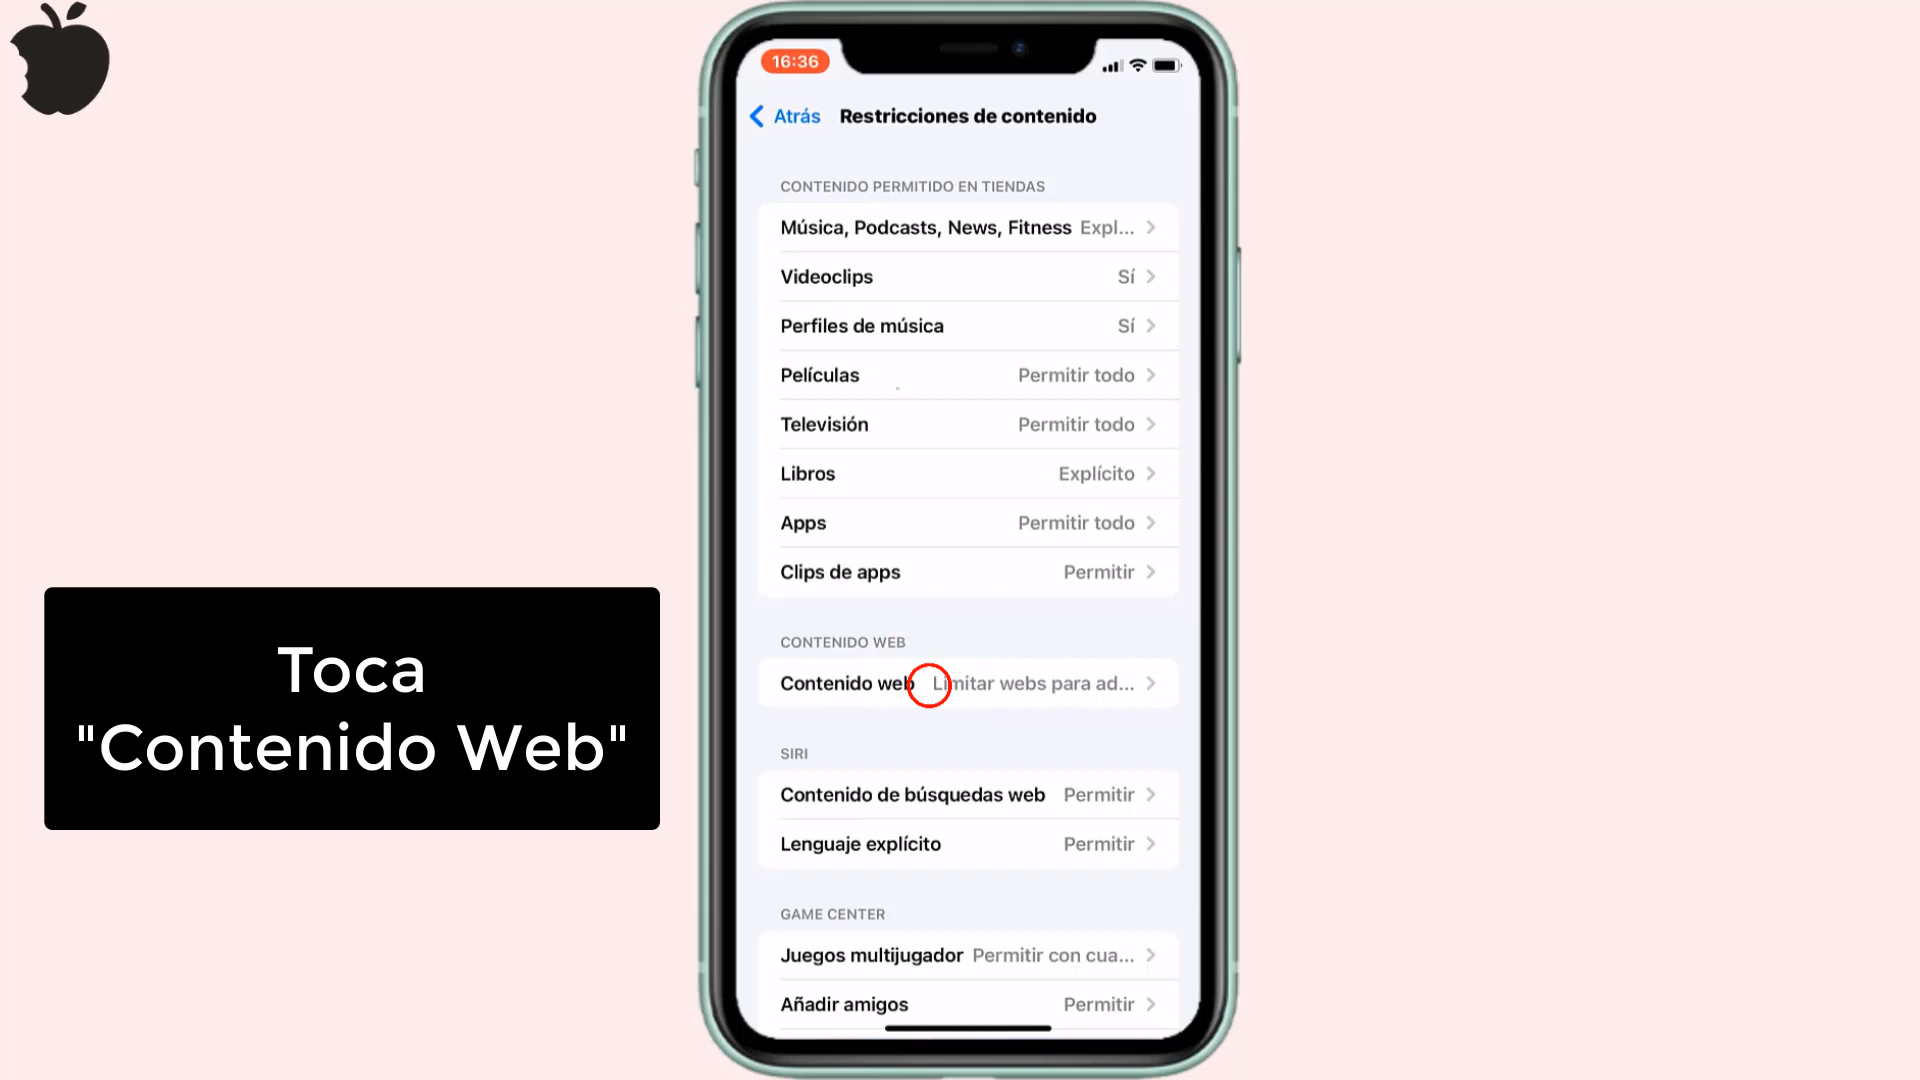 16:36
Atrás
Restricciones de contenido
CONTENIDO PERMITIDO EN TIENDAS
Música, Podcasts, News, Fitness Expl...
Videoclips Sí
Perfiles de música Sí
Películas Permitir todo
Televisión Permitir todo
Libros Explícito
Apps Permitir todo
Clips de apps Permitir
CONTENIDO WEB
Contenido web Limitar webs para ad...
SIRI
Contenido de búsquedas web Permitir
Lenguaje explícito Permitir
GAME CENTER
Juegos multijugador Permitir con cua...
Añadir amigos Permitir
Toca
"Contenido Web"